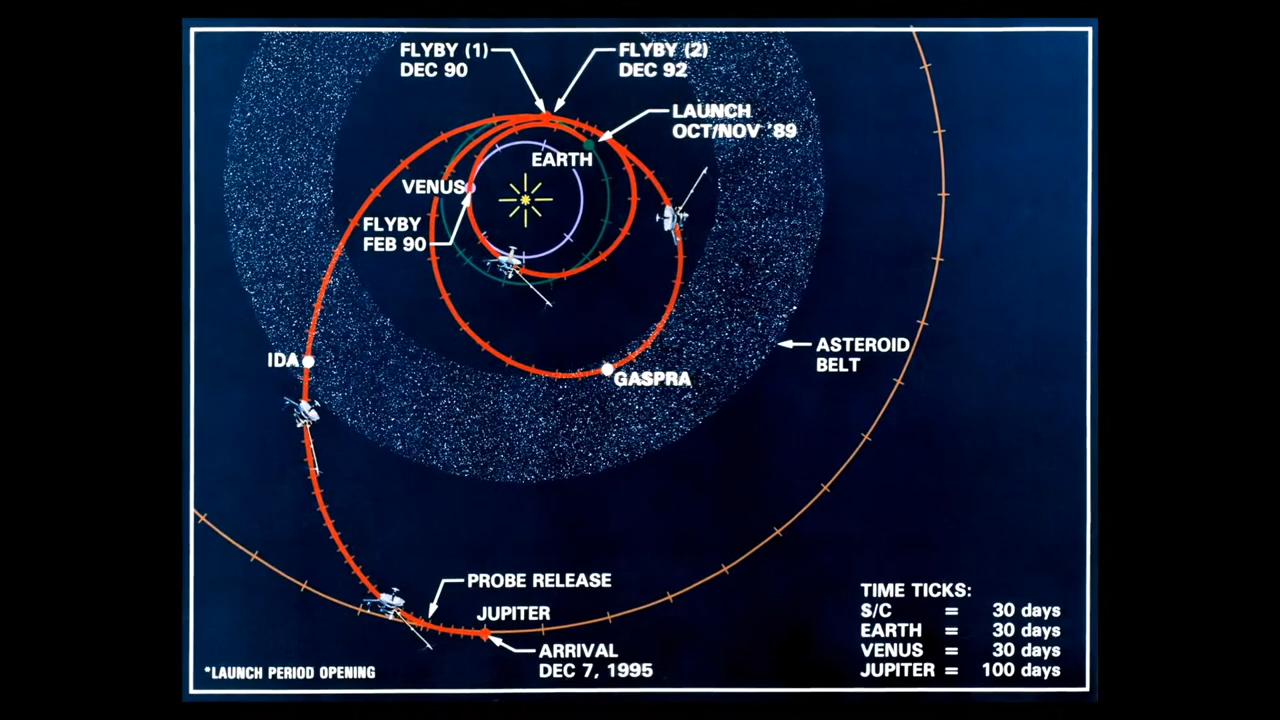 FLYBY (1)
DEC 90
FLYBY (2)
DEC 92
LAUNCH
OCT/NOV '89
EARTH
VENUS
FLYBY
FEB 90
IDA
GASPRA
ASTEROID
BELT
PROBE RELEASE
JUPITER
ARRIVAL
DEC 7, 1995
*LAUNCH PERIOD OPENING
TIME TICKS:
S/C = 30 days
EARTH = 30 days
VENUS = 30 days
JUPITER = 100 days